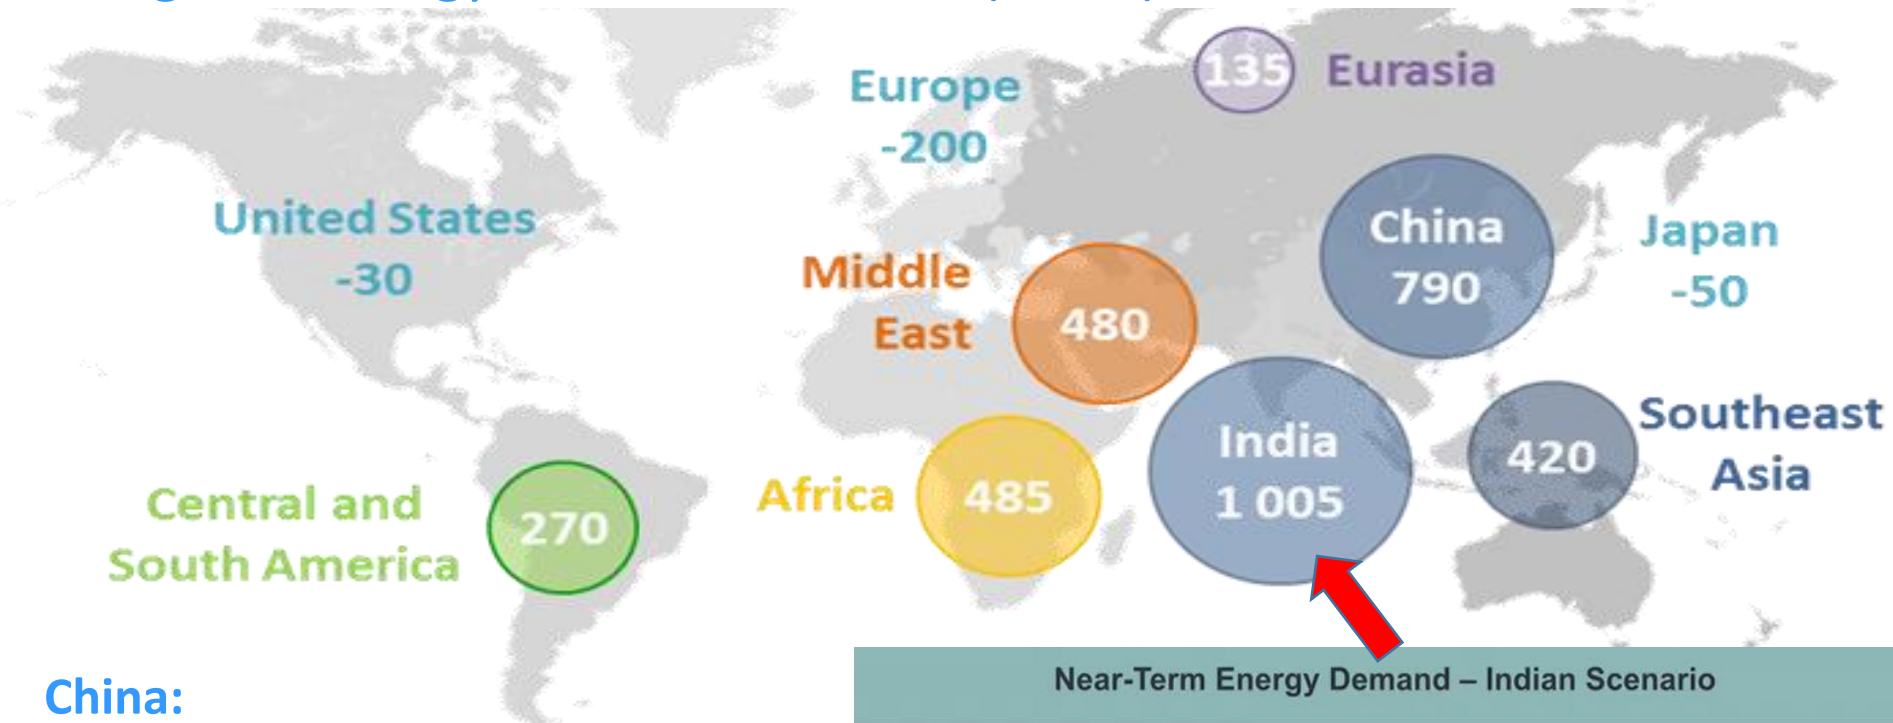 Europe
-200
135
Eurasia
United States
-30
China
790
Japan
-50
Middle
East
480
India
1 005
Southeast
Asia
420
Africa
485
Central and
South America
270
China:
Near-Term Energy Demand – Indian Scenario